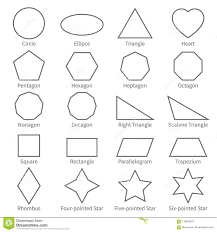 Circle Ellipce Triangle Heart
Pentagon Hexagon Heptagon Octagon
Nonagon Decagon Right Triangle Scalene Triangle
Square Rectangle Parallelogram Trapezium
Rhombus Four-pointed Star Five-pointed Star Six-pointed Star